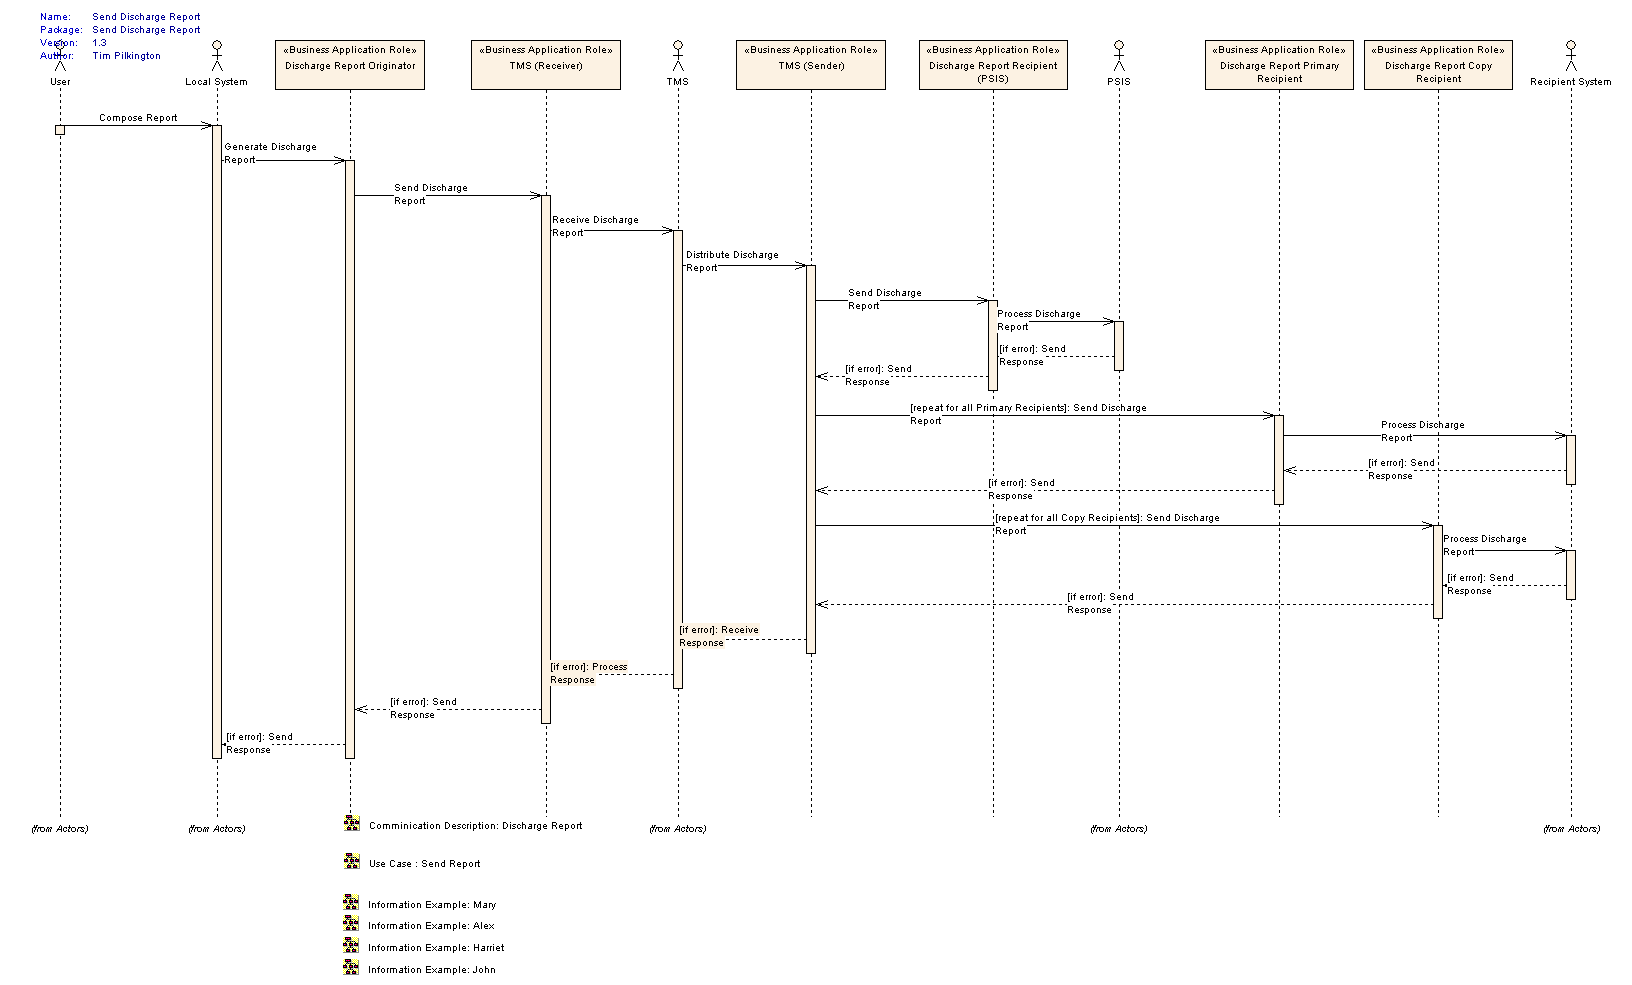 Name: Send Discharge Report
Package: Send Discharge Report
Version: 1.3
Author: Tim Pilkington
User
Local System
«Business Application Role»
Discharge Report Originator
«Business Application Role»
TMS (Receiver)
TMS
«Business Application Role»
TMS (Sender)
«Business Application Role»
Discharge Report Recipient
(PSIS)
PSIS
«Business Application Role»
Discharge Report Primary
Recipient
«Business Application Role»
Discharge Report Copy
Recipient
Recipient System
Compose Report
Generate Discharge
Report
Send Discharge
Report
Receive Discharge
Report
Distribute Discharge
Report
Send Discharge
Report
Process Discharge
Report
[if error]: Send
Response
[if error]: Send
Response
[repeat for all Primary Recipients]: Send Discharge
Report
Process Discharge
Report
[if error]: Send
Response
[if error]: Send
Response
[repeat for all Copy Recipients]: Send Discharge
Report
Process Discharge
Report
[if error]: Send
Response
[if error]: Send
Response
[if error]: Receive
Response
[if error]: Process
Response
[if error]: Send
Response
[if error]: Send
Response
(from Actors)
(from Actors)
(from Actors)
(from Actors)
(from Actors)
Comminication Description: Discharge Report
Use Case : Send Report
Information Example: Mary
Information Example: Alex
Information Example: Harriet
Information Example: John